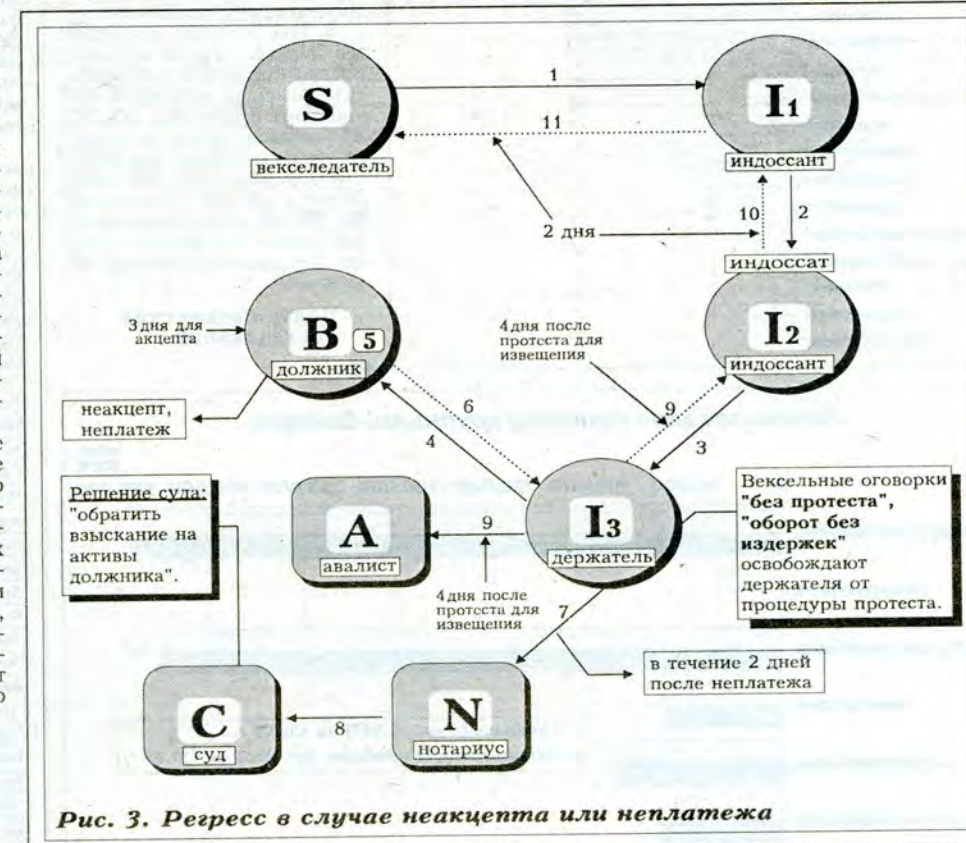 S
векселедатель
1
11
I1
индоссант
10
2
2 дня
индоссат
I2
индоссант
3 дня для
акцепта
B
5
должник
4 дня после
протеста для
извещения
неакцепт,
неплатеж
6
4
9
3
Решение суда:
"обратить
взыскание на
активы
должника".
A
авалист
9
I3
держатель
Вексельные оговорки
"без протеста",
"оборот без
издержек"
освобождают
держателя от
процедуры протеста.
4 дня после
протеста для
извещения
7
в течение 2 дней
после неплатежа
C
суд
8
N
нотариус
Рис. 3. Регресс в случае неакцепта или неплатежа